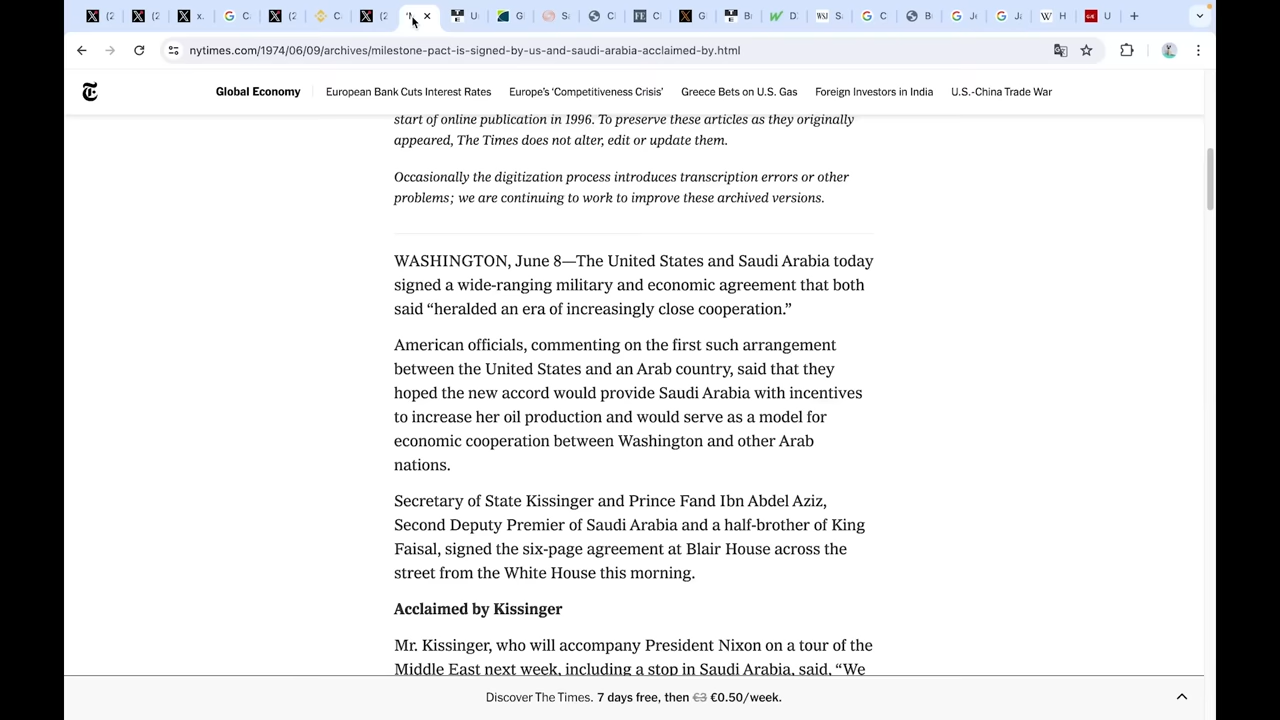 (2
(2
x.
G
(2
C
(2
"
U
G
S
C
FE
C
G
B
D
WSJ
S
C
B
Je
Ja
W
H
U
nytimes.com/1974/06/09/archives/milestone-pact-is-signed-by-us-and-saudi-arabia-acclaimed-by.html
Global Economy
European Bank Cuts Interest Rates
Europe's ‘Competitiveness Crisis’
Greece Bets on U.S. Gas
Foreign Investors in India
U.S.-China Trade War
start of online publication in 1996. To preserve these articles as they originally
appeared, The Times does not alter, edit or update them.
Occasionally the digitization process introduces transcription errors or other
problems; we are continuing to work to improve these archived versions.
WASHINGTON, June 8—The United States and Saudi Arabia today
signed a wide-ranging military and economic agreement that both
said “heralded an era of increasingly close cooperation.”
American officials, commenting on the first such arrangement
between the United States and an Arab country, said that they
hoped the new accord would provide Saudi Arabia with incentives
to increase her oil production and would serve as a model for
economic cooperation between Washington and other Arab
nations.
Secretary of State Kissinger and Prince Fand Ibn Abdel Aziz,
Second Deputy Premier of Saudi Arabia and a half-brother of King
Faisal, signed the six-page agreement at Blair House across the
street from the White House this morning.
Acclaimed by Kissinger
Mr. Kissinger, who will accompany President Nixon on a tour of the
Middle East next week, including a stop in Saudi Arabia, said, “We
Discover The Times. 7 days free, then €3 €0.50/week.